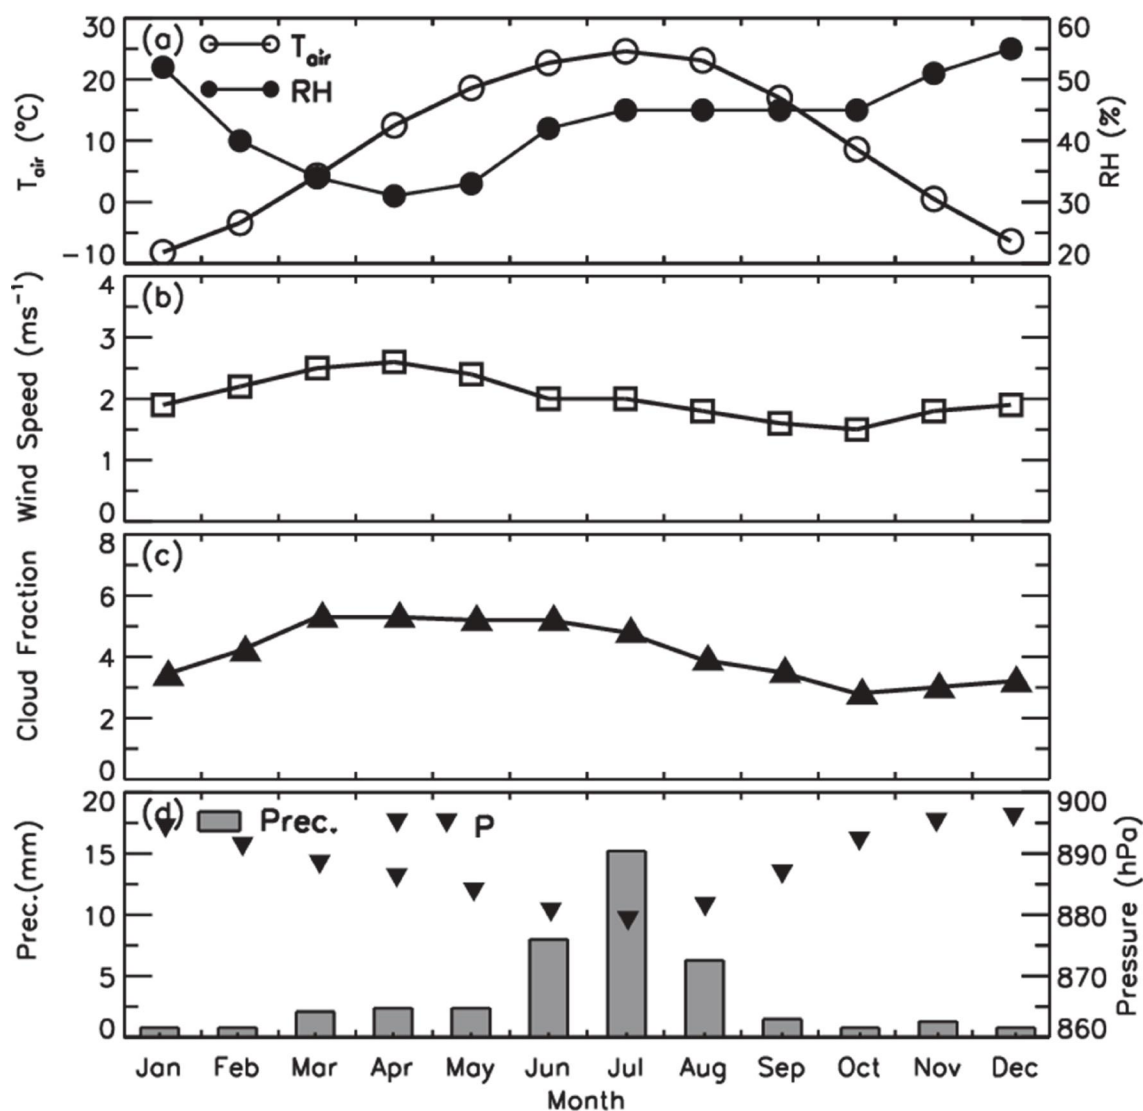 (a) T_air
RH
30
20
10
0
-10
T_air (°C)
60
50
40
30
20
RH (%)
(b)
4
3
2
1
0
Wind Speed (ms⁻¹)
(c)
8
6
4
2
0
Cloud Fraction
(d) Prec. P
20
15
10
5
0
Prec.(mm)
900
890
880
870
860
Pressure (hPa)
Jan Feb Mar Apr May Jun Jul Aug Sep Oct Nov Dec
Month